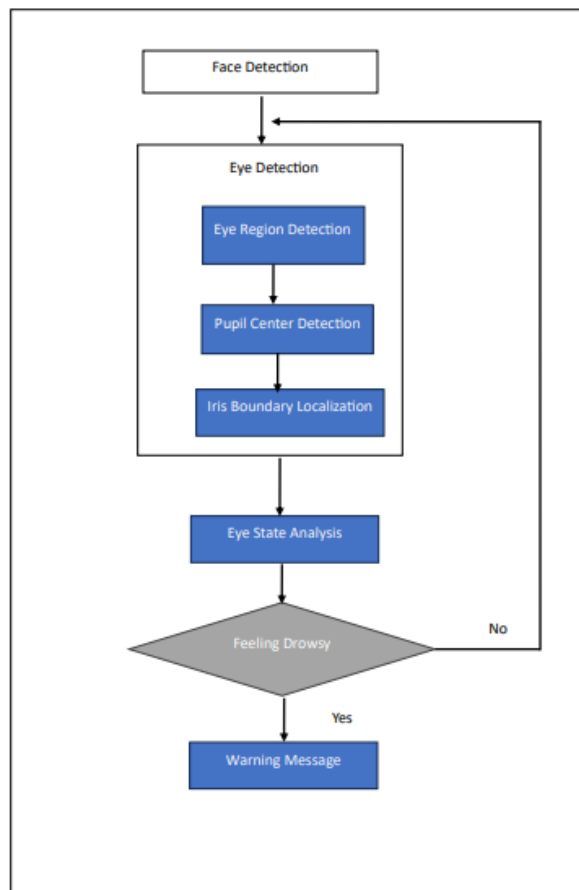 Face Detection
Eye Detection
Eye Region Detection
Pupil Center Detection
Iris Boundary Localization
Eye State Analysis
Feeling Drowsy
No
Yes
Warning Message